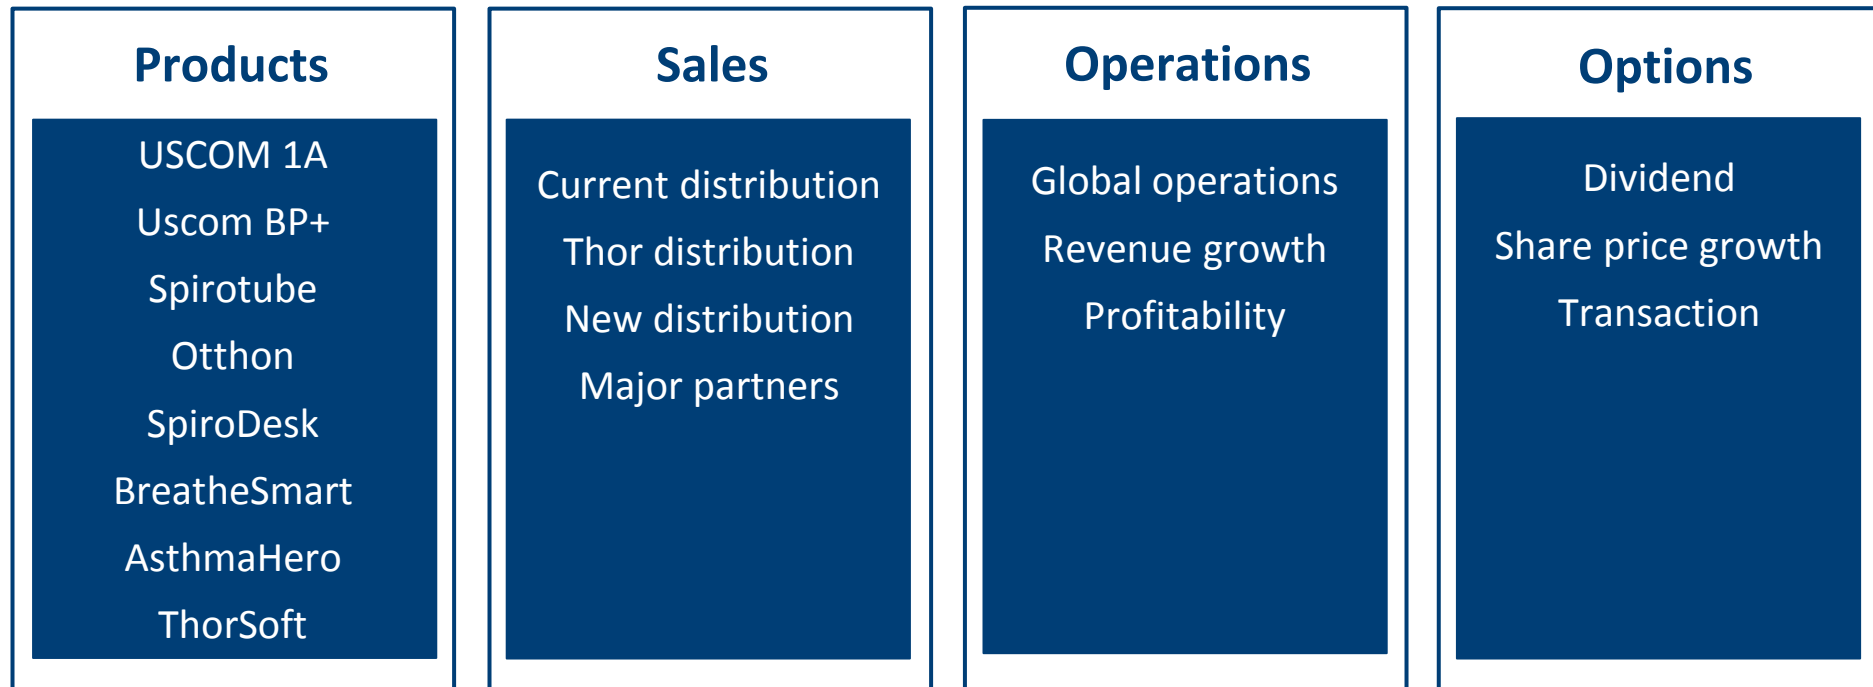 Products
USCOM 1A
Uscom BP+
Spirotube
Otthon
SpiroDesk
BreatheSmart
AsthmaHero
ThorSoft
Sales
Current distribution
Thor distribution
New distribution
Major partners
Operations
Global operations
Revenue growth
Profitability
Options
Dividend
Share price growth
Transaction